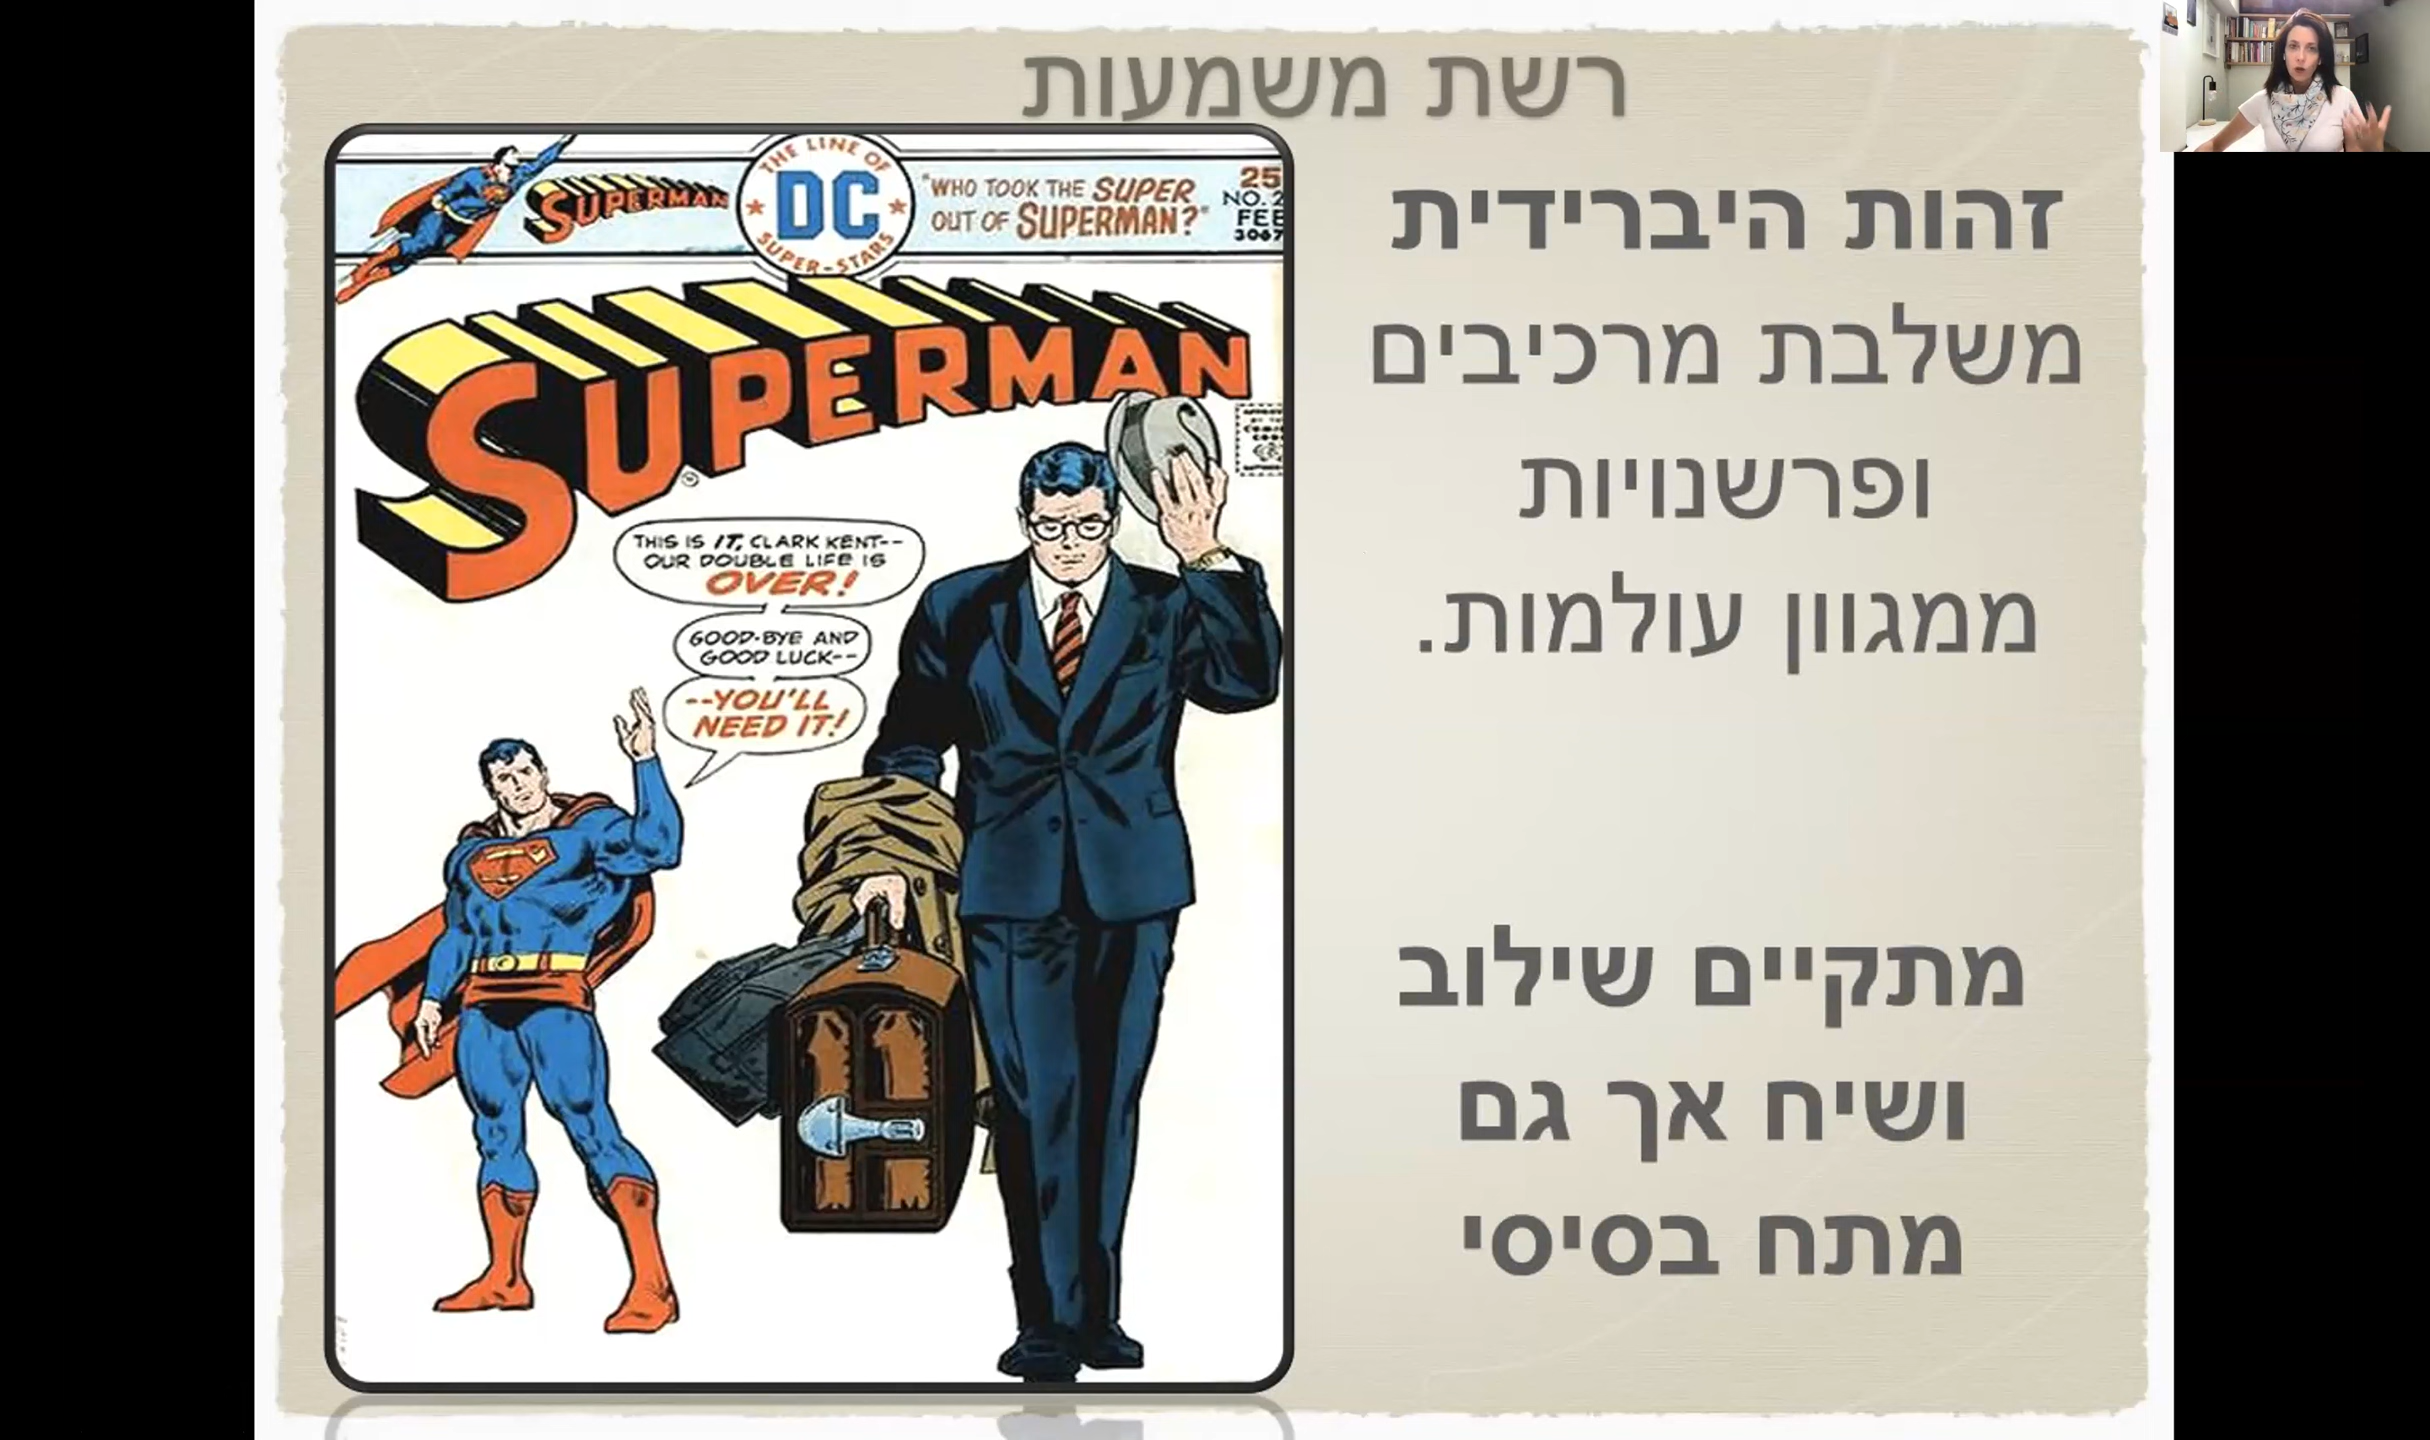 רשת משמעות
זהות היברידית
משלבת מרכיבים
ופרשנויות
ממגוון עולמות.
מתקיים שילוב
ושיח אך גם
מתח בסיסי
SUPERMAN
THE LINE OF
DC
SUPER-STARS
"WHO TOOK THE SUPER
OUT OF SUPERMAN?"
25
NO. 2
FEB
3067
SUPERMAN
THIS IS IT, CLARK KENT--
OUR DOUBLE LIFE IS
OVER!
GOOD-BYE AND
GOOD LUCK--
--YOU'LL
NEED IT!